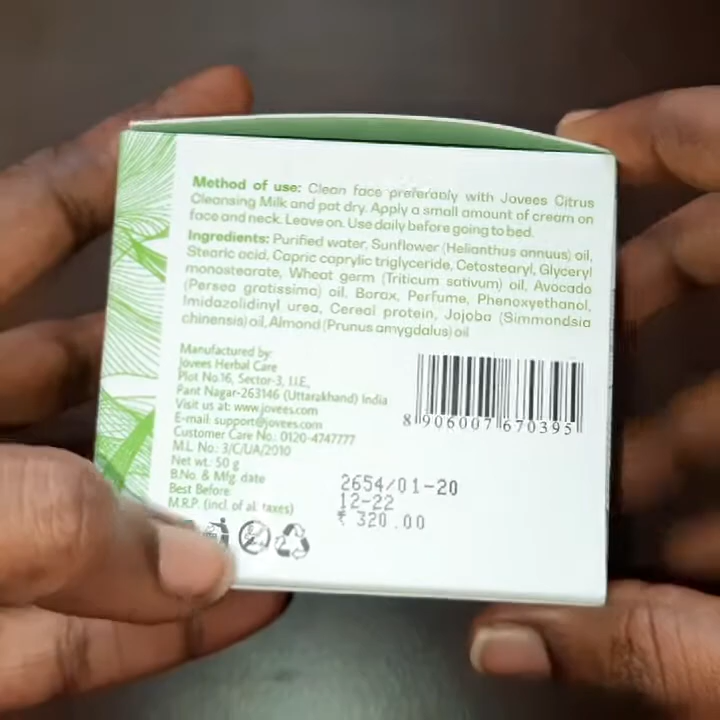 Method of use: Clean face preferably with Jovees Citrus
Cleansing Milk and pat dry. Apply a small amount of cream on
face and neck. Leave on. Use daily before going to bed.
Ingredients: Purified water, Sunflower (Helianthus annuus) oil,
Stearic acid, Capric caprylic triglyceride, Cetostearyl, Glyceryl
monostearate, Wheat germ (Triticum sativum) oil, Avocado
(Persea gratissima) oil, Borax, Perfume, Phenoxyethanol,
Imidazolidinyl urea, Cereal protein, Jojoba (Simmondsia
chinensis) oil, Almond (Prunus amygdalus) oil
Manufactured by:
Jovees Herbal Care
Plot No.16, Sector-3, I.I.E,
Pant Nagar-263146 (Uttarakhand) India
Visit us at: www.jovees.com
E-mail: support@jovees.com
Customer Care No.: 0120-4747777
M.L No.: 3/C/UA/2010
Net wt.: 50 g
B.No. & Mfg. date 2654/01-20
Best Before: 12-22
M.R.P. (incl. of all taxes) ₹ 320.00
8 906007 670395